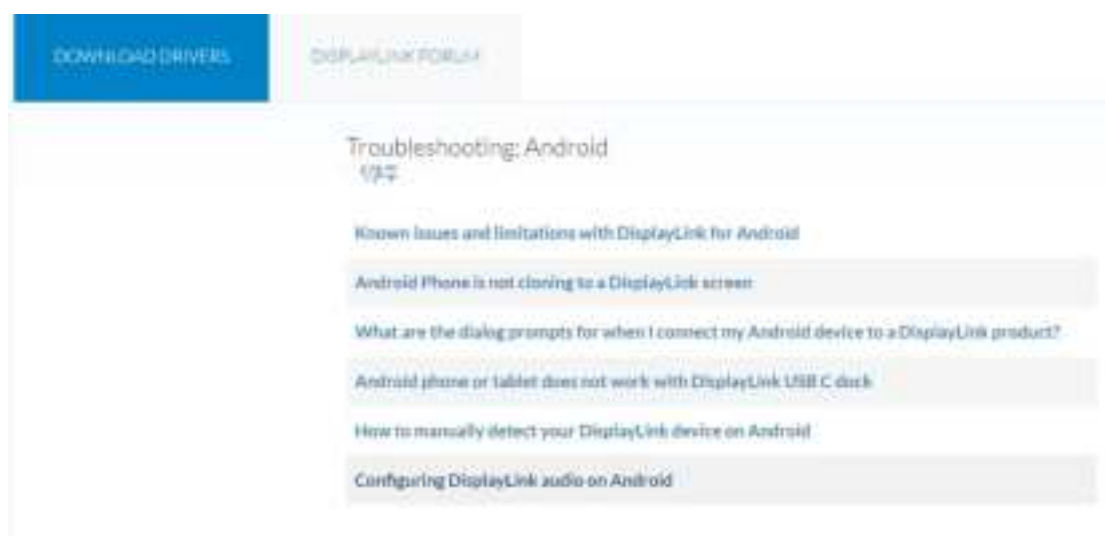 DOWNLOAD DRIVERS
DISPLAYLINK FORUM
Troubleshooting: Android
Known issues and limitations with DisplayLink for Android
Android Phone is not cloning to a DisplayLink screen
What are the dialog prompts for when I connect my Android device to a DisplayLink product?
Android phone or tablet does not work with DisplayLink USB C dock
How to manually detect your DisplayLink device on Android
Configuring DisplayLink audio on Android